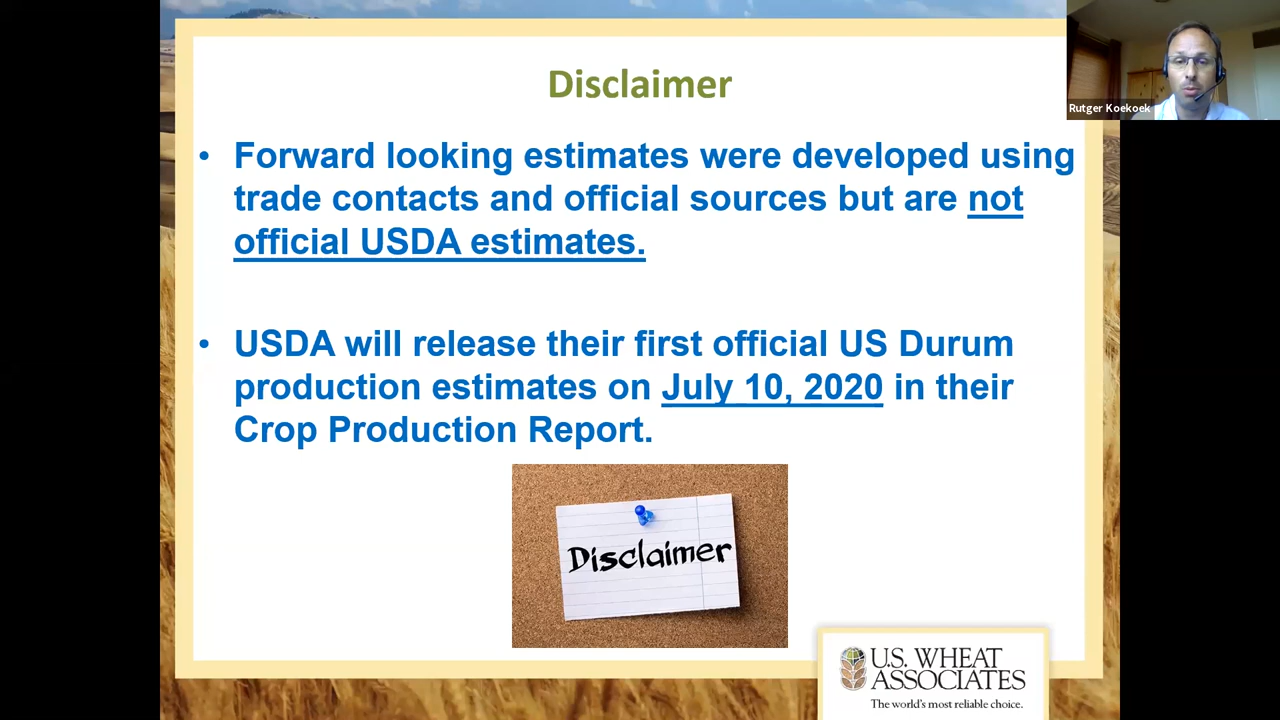 Disclaimer
Rutger Koekoek
• Forward looking estimates were developed using
trade contacts and official sources but are not
official USDA estimates.
• USDA will release their first official US Durum
production estimates on July 10, 2020 in their
Crop Production Report.
Disclaimer
U.S. WHEAT
ASSOCIATES
The world's most reliable choice.